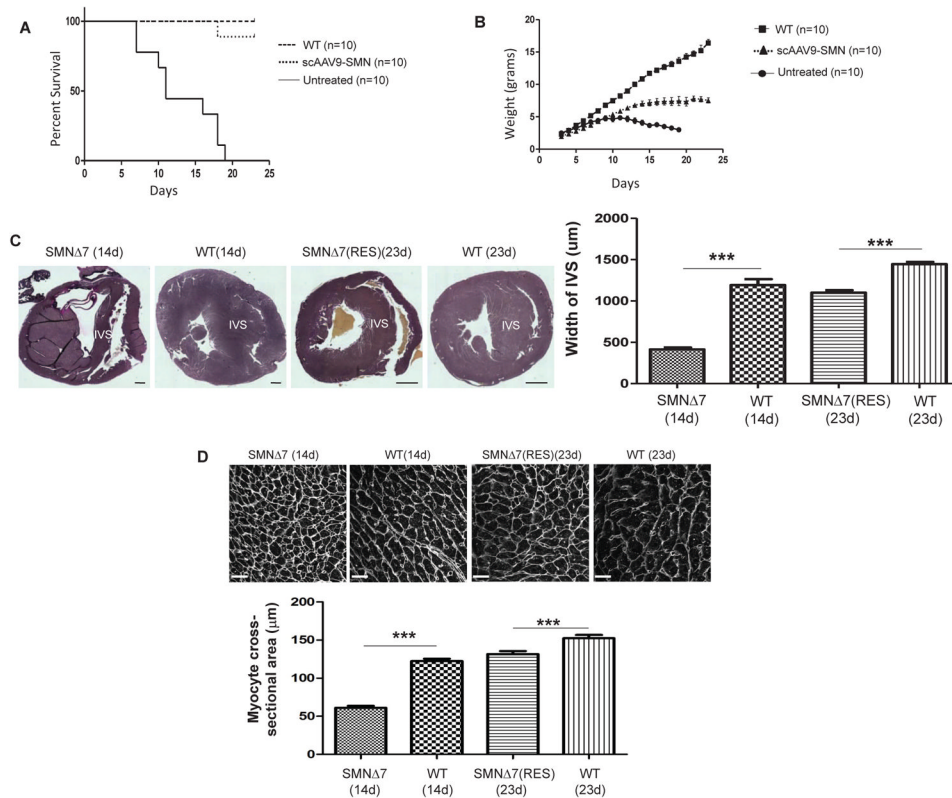 A
Percent Survival
100
50
0
0 5 10 15 20 25
Days
WT (n=10)
scAAV9-SMN (n=10)
Untreated (n=10)
B
Weight (grams)
20
15
10
5
0
0 5 10 15 20 25
Days
WT (n=10)
scAAV9-SMN (n=10)
Untreated (n=10)
C
SMNΔ7 (14d) WT(14d) SMNΔ7(RES)(23d) WT (23d)
IVS IVS IVS IVS
Width of IVS (um)
2000
1500
1000
500
0
*** ***
SMNΔ7 WT SMNΔ7(RES) WT
(14d) (14d) (23d) (23d)
D
SMNΔ7 (14d) WT(14d) SMNΔ7(RES)(23d) WT (23d)
Myocyte cross-
sectional area (μm)
200
150
100
50
0
*** ***
SMNΔ7 WT SMNΔ7(RES) WT
(14d) (14d) (23d) (23d)